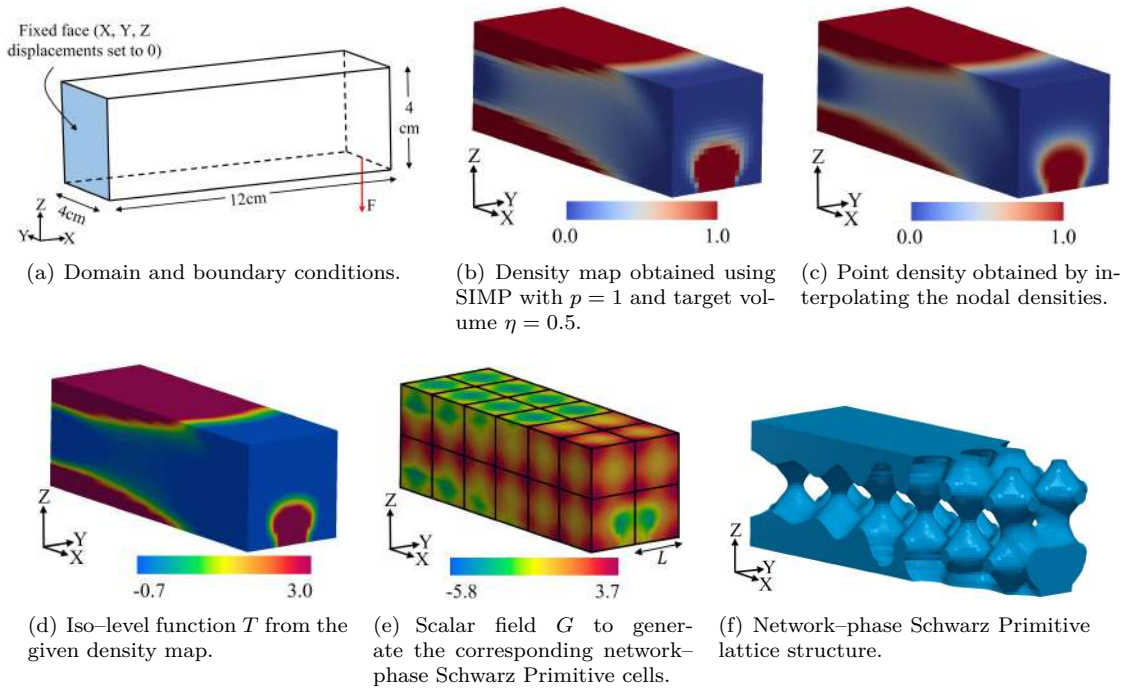 Fixed face (X, Y, Z
displacements set to 0)
4
cm
12cm
4cm
F
Z
Y
X
(a) Domain and boundary conditions.
Z
Y
X
0.0
1.0
(b) Density map obtained using
SIMP with p = 1 and target vol-
ume η = 0.5.
Z
Y
X
0.0
1.0
(c) Point density obtained by in-
terpolating the nodal densities.
Z
Y
X
-0.7
3.0
(d) Iso–level function T from the
given density map.
Z
Y
X
L
-5.8
3.7
(e) Scalar field G to gener-
ate the corresponding network–
phase Schwarz Primitive cells.
Z
Y
X
(f) Network–phase Schwarz Primitive
lattice structure.